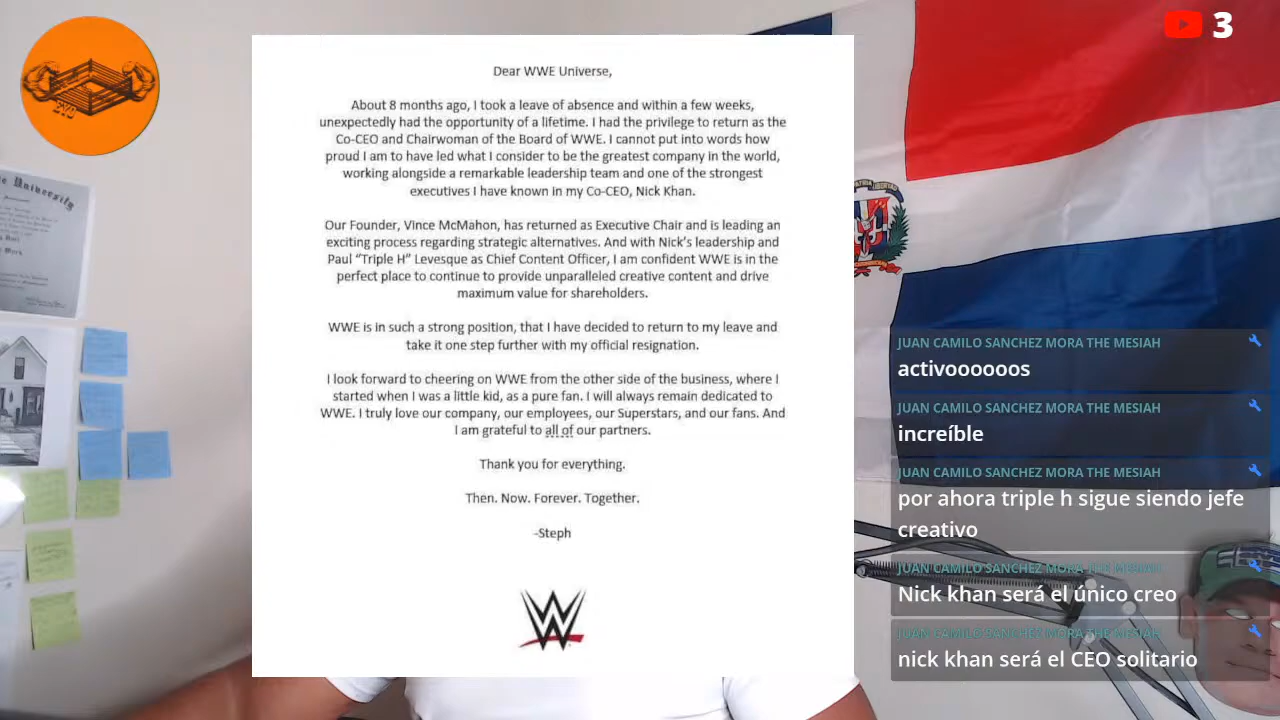 3
Dear WWE Universe,
About 8 months ago, I took a leave of absence and within a few weeks,
unexpectedly had the opportunity of a lifetime. I had the privilege to return as the
Co-CEO and Chairwoman of the Board of WWE. I cannot put into words how
proud I am to have led what I consider to be the greatest company in the world,
working alongside a remarkable leadership team and one of the strongest
executives I have known in my Co-CEO, Nick Khan.
Our Founder, Vince McMahon, has returned as Executive Chair and is leading an
exciting process regarding strategic alternatives. And with Nick's leadership and
Paul “Triple H” Levesque as Chief Content Officer, I am confident WWE is in the
perfect place to continue to provide unparalleled creative content and drive
maximum value for shareholders.
WWE is in such a strong position, that I have decided to return to my leave and
take it one step further with my official resignation.
I look forward to cheering on WWE from the other side of the business, where I
started when I was a little kid, as a pure fan. I will always remain dedicated to
WWE. I truly love our company, our employees, our Superstars, and our fans. And
I am grateful to all of our partners.
Thank you for everything.
Then. Now. Forever. Together.
-Steph
University
JUAN CAMILO SANCHEZ MORA THE MESIAH
activoooooos
JUAN CAMILO SANCHEZ MORA THE MESIAH
increíble
JUAN CAMILO SANCHEZ MORA THE MESIAH
por ahora triple h sigue siendo jefe
creativo
JUAN CAMILO SANCHEZ MORA THE MESIAH
Nick khan será el único creo
JUAN CAMILO SANCHEZ MORA THE MESIAH
nick khan será el CEO solitario